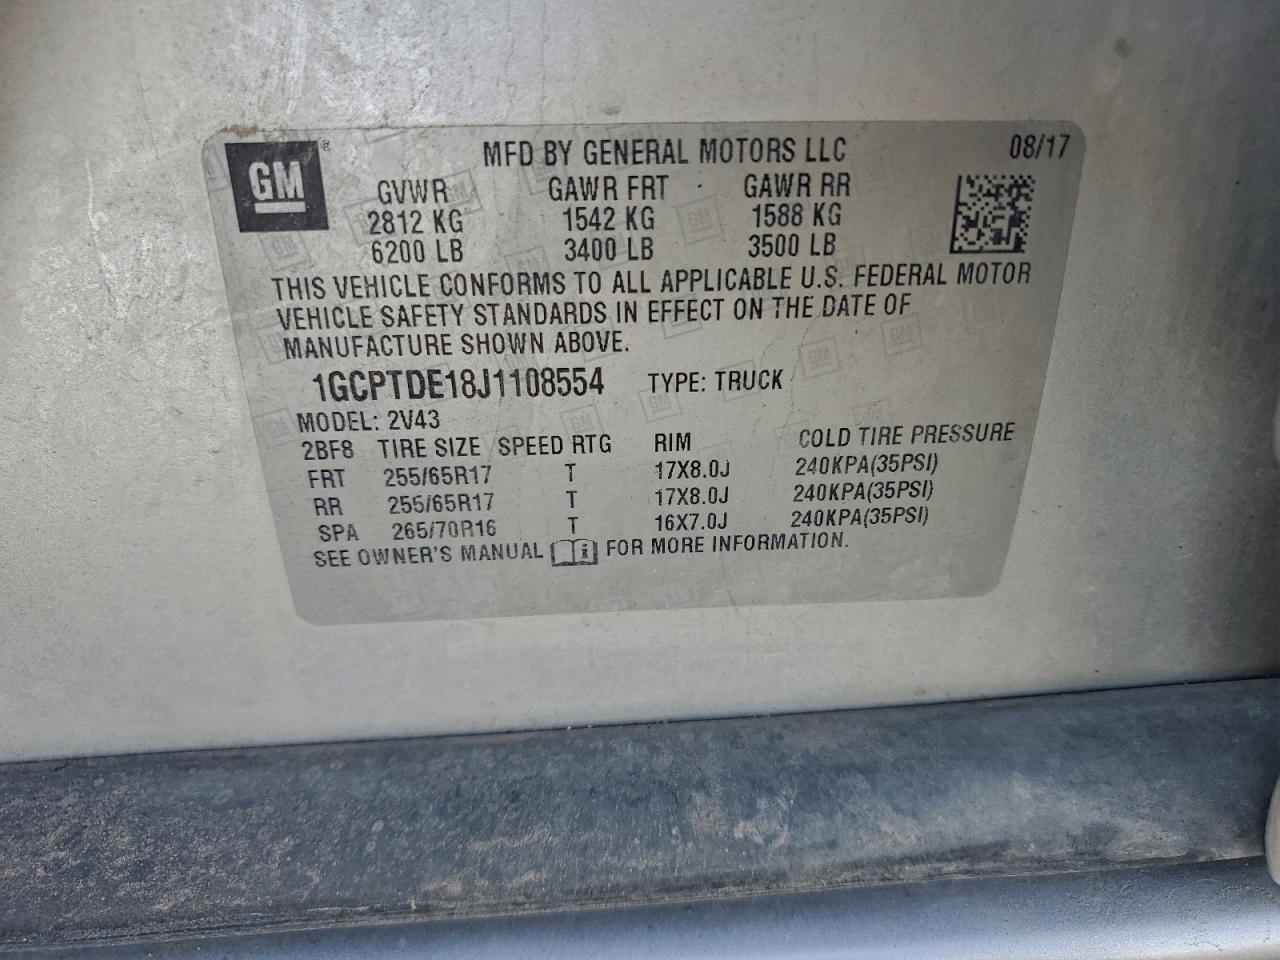 GM ®
MFD BY GENERAL MOTORS LLC 08/17
GVWR GAWR FRT GAWR RR
2812 KG 1542 KG 1588 KG
6200 LB 3400 LB 3500 LB
THIS VEHICLE CONFORMS TO ALL APPLICABLE U.S. FEDERAL MOTOR
VEHICLE SAFETY STANDARDS IN EFFECT ON THE DATE OF
MANUFACTURE SHOWN ABOVE.
1GCPTDE18J1108554 TYPE: TRUCK
MODEL: 2V43
2BF8 TIRE SIZE SPEED RTG RIM COLD TIRE PRESSURE
FRT 255/65R17 T 17X8.0J 240KPA(35PSI)
RR 255/65R17 T 17X8.0J 240KPA(35PSI)
SPA 265/70R16 T 16X7.0J 240KPA(35PSI)
SEE OWNER'S MANUAL i FOR MORE INFORMATION.